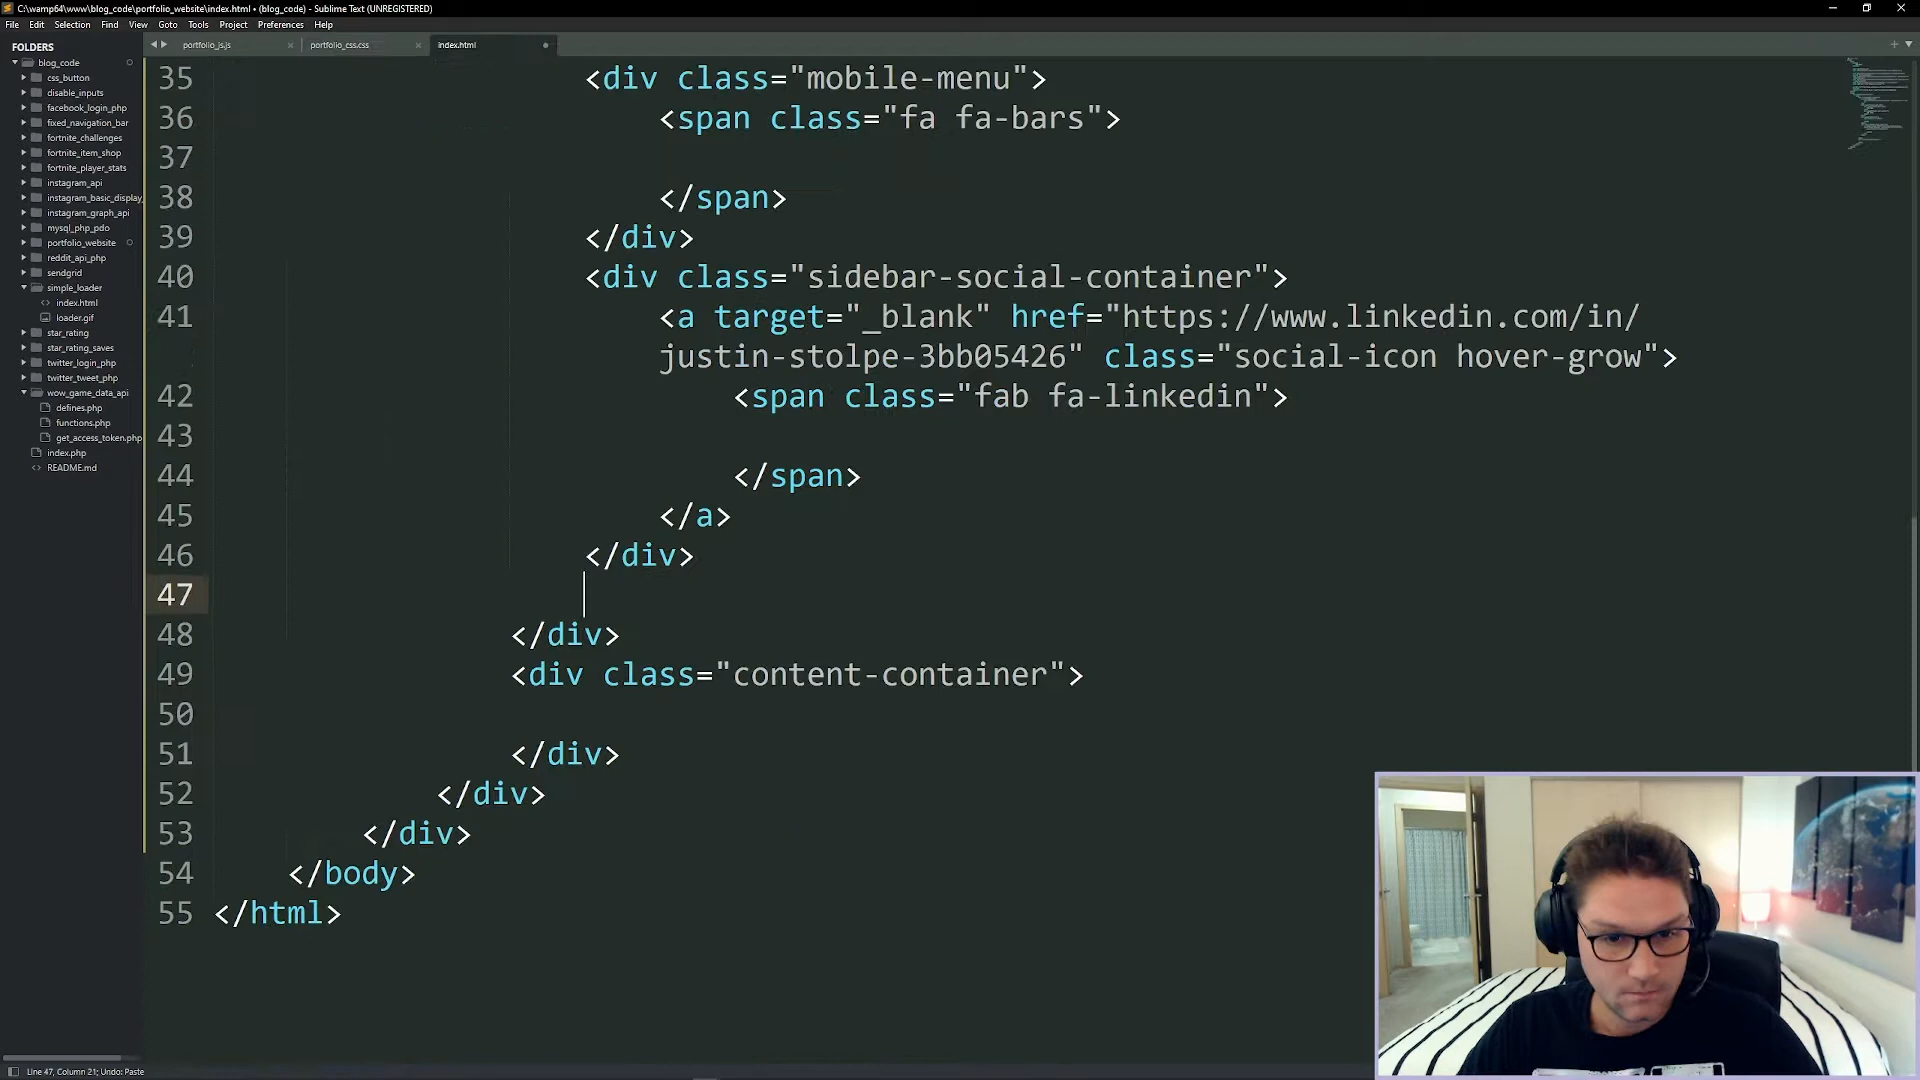 C:\wamp64\www\blog_code\portfolio_website\index.html • (blog_code) - Sublime Text (UNREGISTERED)
File Edit Selection Find View Goto Tools Project Preferences Help
FOLDERS
blog_code
css_button
disable_inputs
facebook_login_php
fixed_navigation_bar
fortnite_challenges
fortnite_item_shop
fortnite_player_stats
instagram_api
instagram_basic_display_
instagram_graph_api
mysql_php_pdo
portfolio_website
reddit_api_php
sendgrid
simple_loader
index.html
loader.gif
star_rating
star_rating_saves
twitter_login_php
twitter_tweet_php
wow_game_data_api
defines.php
functions.php
get_access_token.php
index.php
README.md
portfolio_js.js portfolio_css.css index.html
35 <div class="mobile-menu">
36 <span class="fa fa-bars">
37
38 </span>
39 </div>
40 <div class="sidebar-social-container">
41 <a target="_blank" href="https://www.linkedin.com/in/
justin-stolpe-3bb05426" class="social-icon hover-grow">
42 <span class="fab fa-linkedin">
43
44 </span>
45 </a>
46 </div>
47
48 </div>
49 <div class="content-container">
50
51 </div>
52 </div>
53 </div>
54 </body>
55 </html>
Line 47, Column 21; Undo: Paste